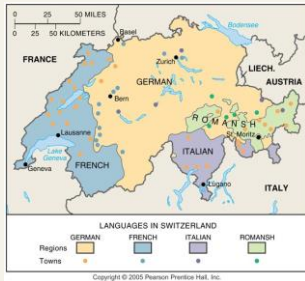 0 50 MILES
0 50 KILOMETERS
Basel
Bodensee
FRANCE
Zurich
LIECH.
AUSTRIA
GERMAN
Bern
ROMANSH
Lausanne
St. Moritz
Lake
Geneva
FRENCH
ITALIAN
Geneva
Lugano
ITALY
LANGUAGES IN SWITZERLAND
GERMAN FRENCH ITALIAN ROMANSH
Regions
Towns
Copyright © 2005 Pearson Prentice Hall, Inc.